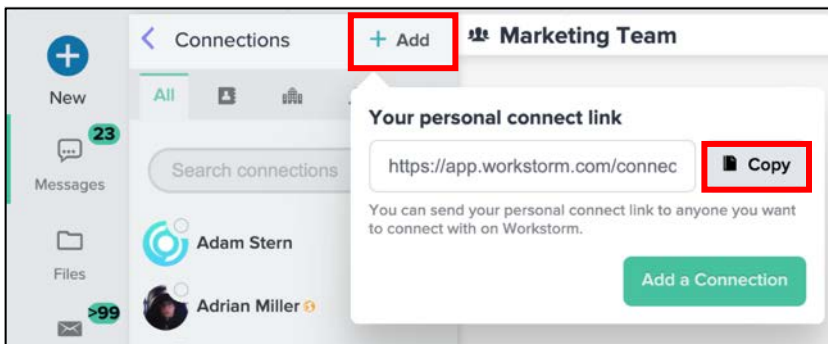 Connections
+ Add
Marketing Team
New
All
Your personal connect link
23
https://app.workstorm.com/connec
Copy
Messages
Search connections
You can send your personal connect link to anyone you want
to connect with on Workstorm.
Adam Stern
Files
Add a Connection
Adrian Miller
>99